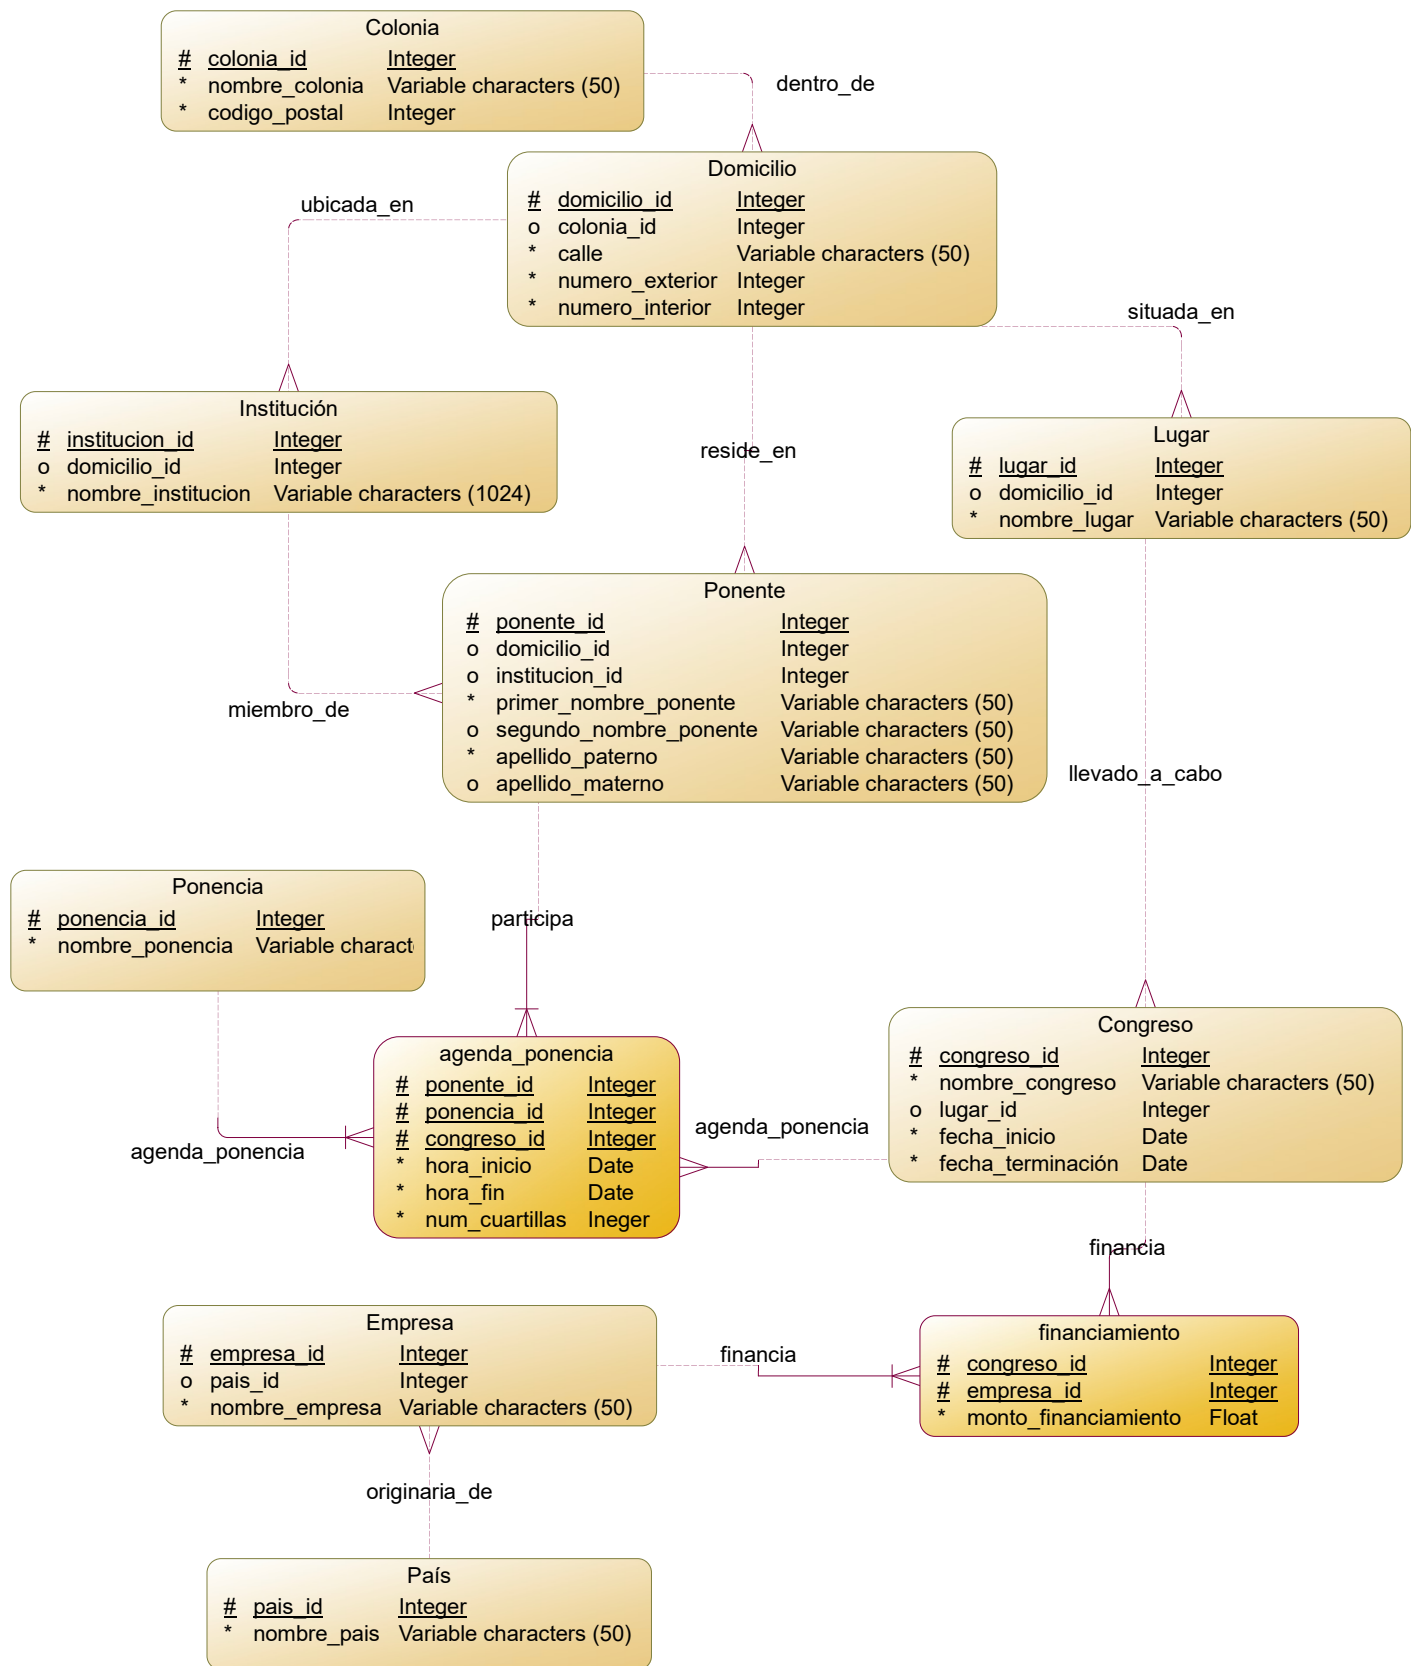 Colonia
# colonia_id Integer
* nombre_colonia Variable characters (50)
* codigo_postal Integer
dentro_de
Domicilio
# domicilio_id Integer
o colonia_id Integer
* calle Variable characters (50)
* numero_exterior Integer
* numero_interior Integer
ubicada_en
situada_en
Institución
# institucion_id Integer
o domicilio_id Integer
* nombre_institucion Variable characters (1024)
reside_en
Lugar
# lugar_id Integer
o domicilio_id Integer
* nombre_lugar Variable characters (50)
Ponente
# ponente_id Integer
o domicilio_id Integer
o institucion_id Integer
* primer_nombre_ponente Variable characters (50)
o segundo_nombre_ponente Variable characters (50)
* apellido_paterno Variable characters (50)
o apellido_materno Variable characters (50)
miembro_de
llevado_a_cabo
Ponencia
# ponencia_id Integer
* nombre_ponencia Variable charact
participa
agenda_ponencia
# ponente_id Integer
# ponencia_id Integer
# congreso_id Integer
* hora_inicio Date
* hora_fin Date
* num_cuartillas Ineger
agenda_ponencia
agenda_ponencia
Congreso
# congreso_id Integer
* nombre_congreso Variable characters (50)
o lugar_id Integer
* fecha_inicio Date
* fecha_terminación Date
financia
Empresa
# empresa_id Integer
o pais_id Integer
* nombre_empresa Variable characters (50)
financia
financiamiento
# congreso_id Integer
# empresa_id Integer
* monto_financiamiento Float
originaria_de
País
# pais_id Integer
* nombre_pais Variable characters (50)